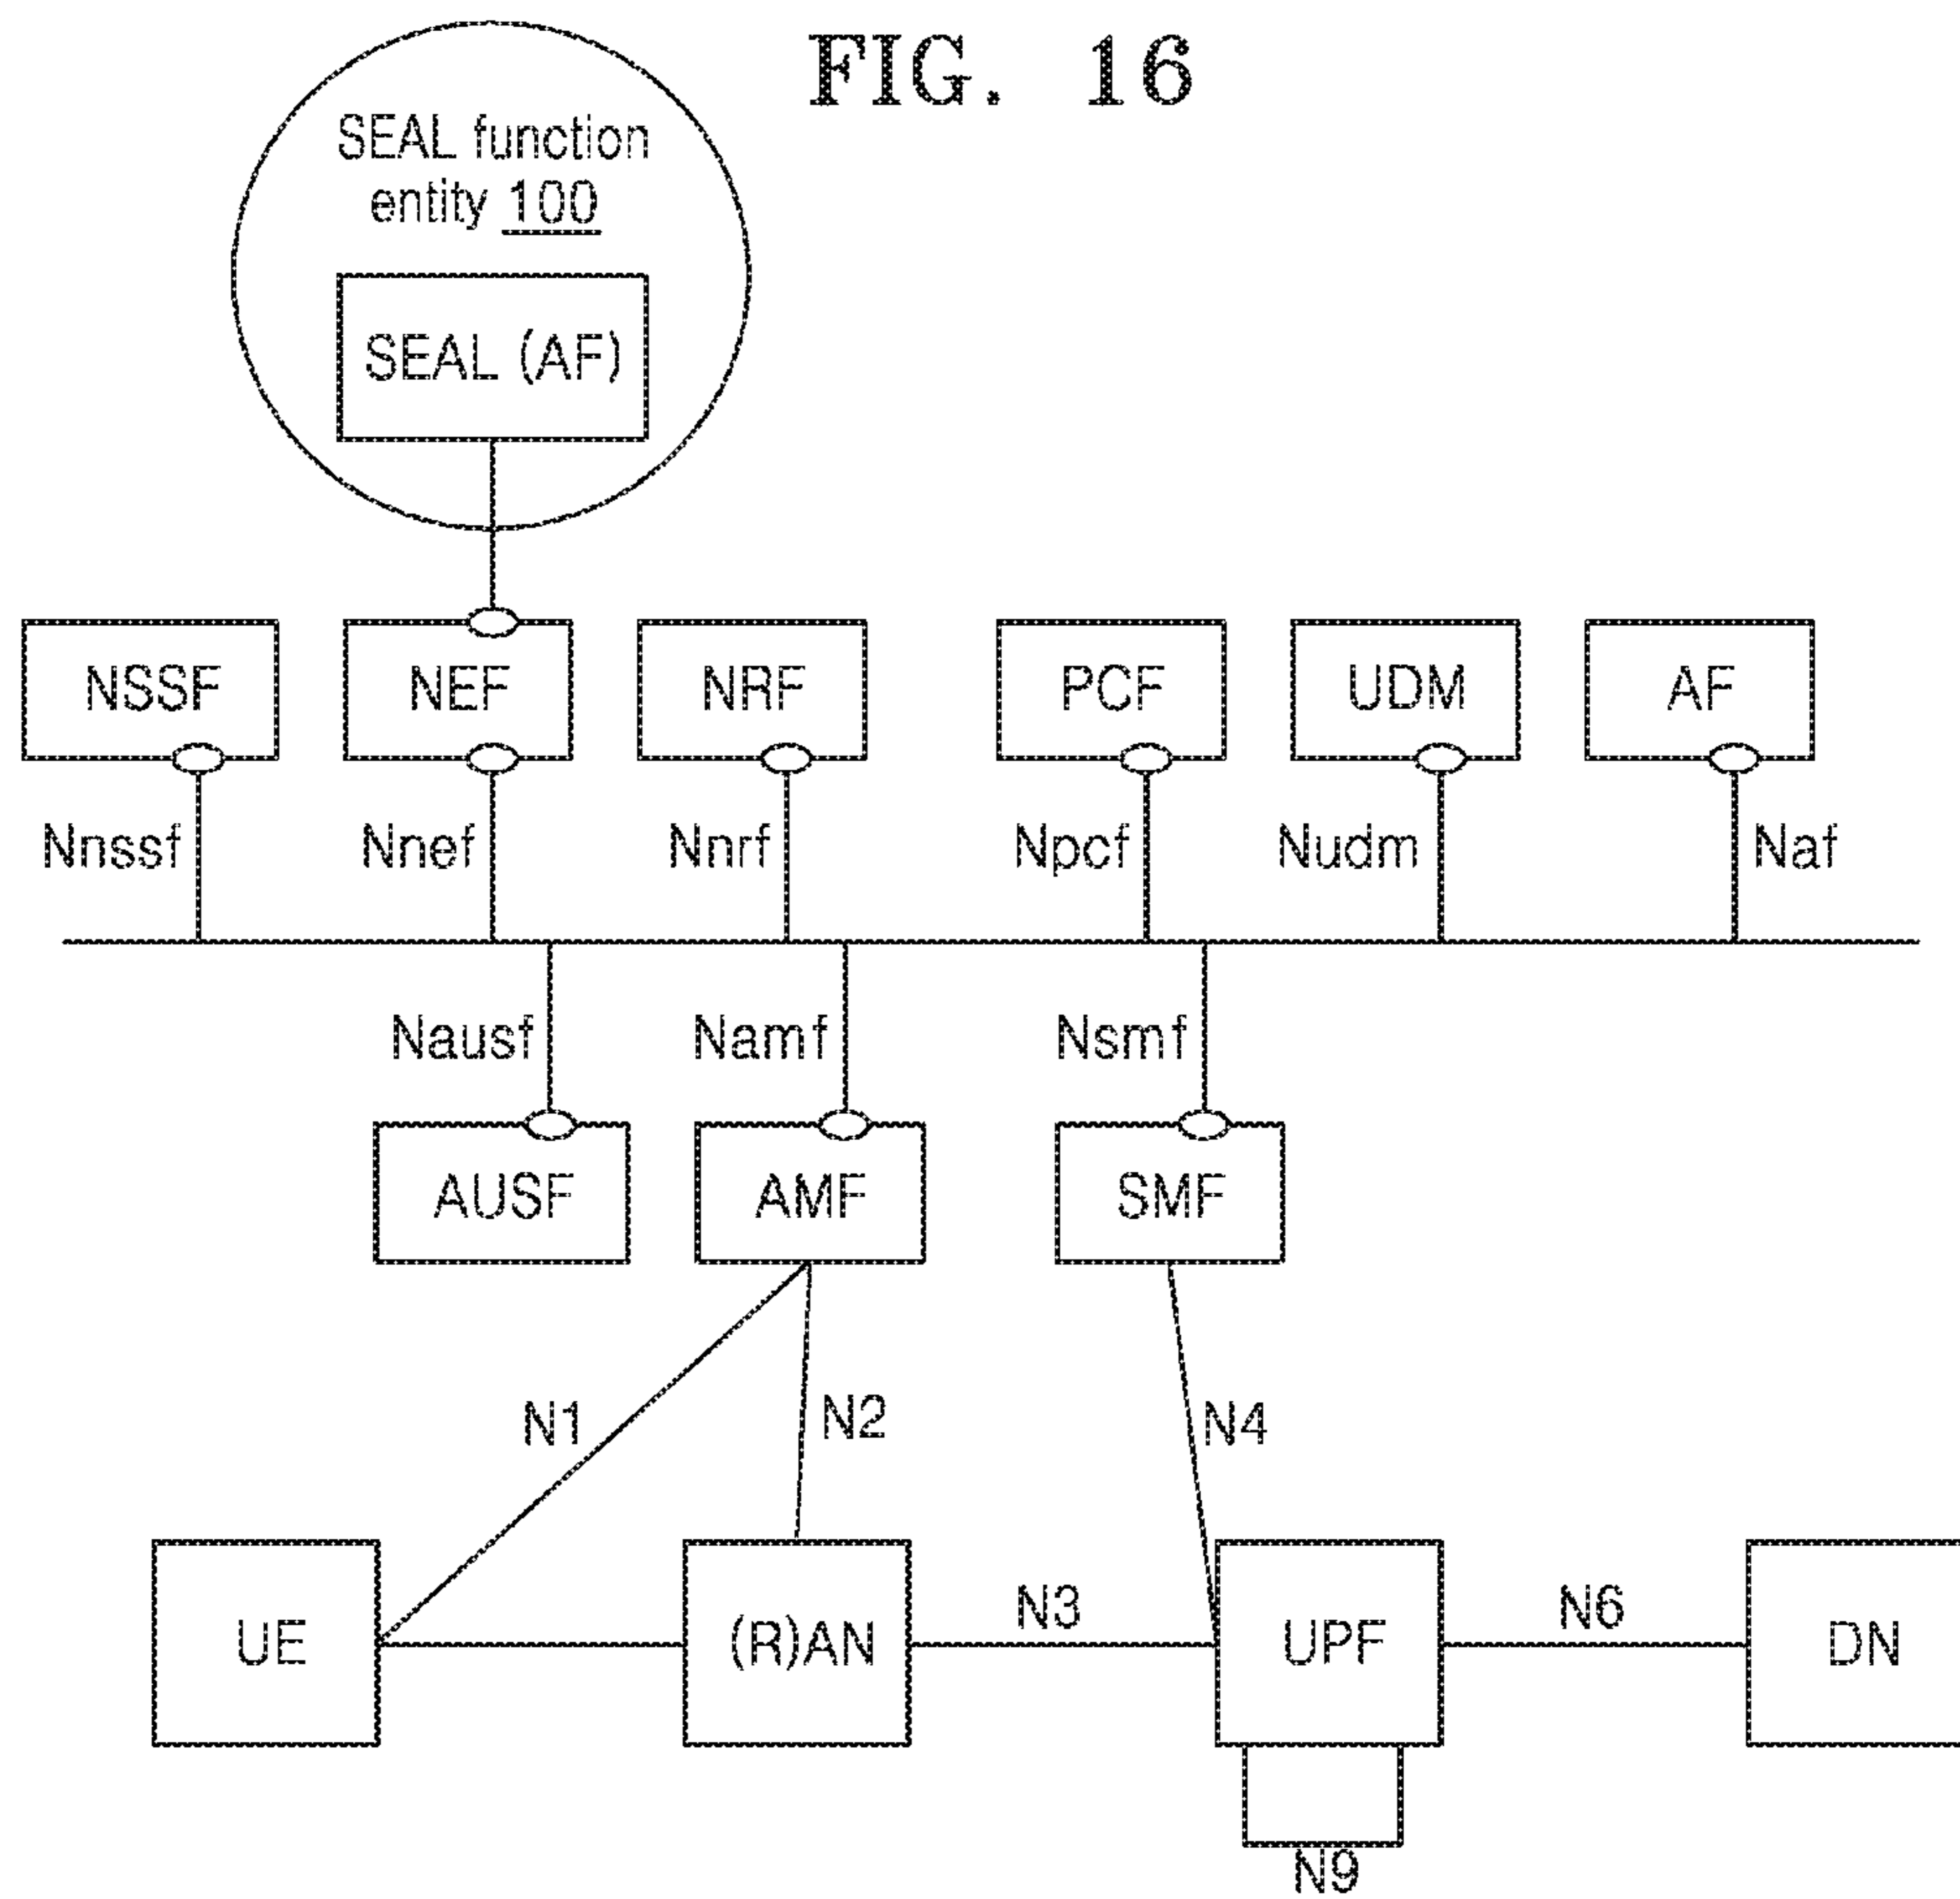 FIG. 16
SEAL function
entity 100
SEAL (AF)
NSSF
NEF
NRF
PCF
UDM
AF
Nnssf
Nnef
Nnrf
Npcf
Nudm
Naf
Nausf
Namf
Nsmf
AUSF
AMF
SMF
N1
N2
N4
UE
(R)AN
N3
UPF
N6
DN
N9